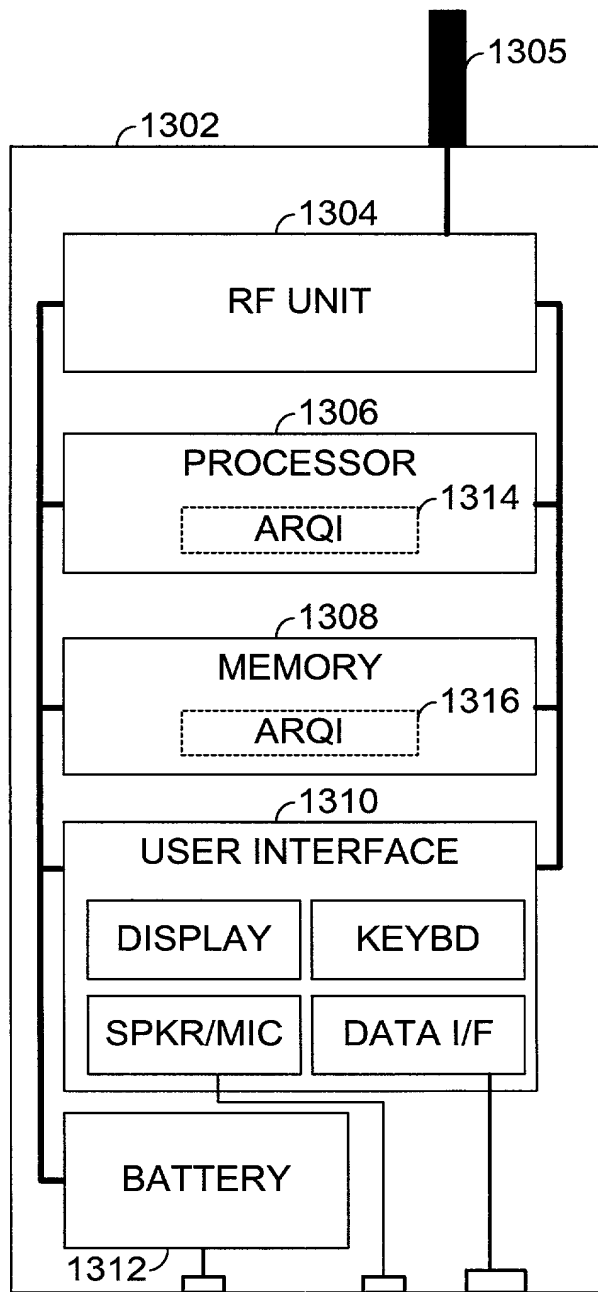 1305
1302
1304
RF UNIT
1306
PROCESSOR
1314
ARQI
1308
MEMORY
1316
ARQI
1310
USER INTERFACE
DISPLAY
KEYBD
SPKR/MIC
DATA I/F
BATTERY
1312